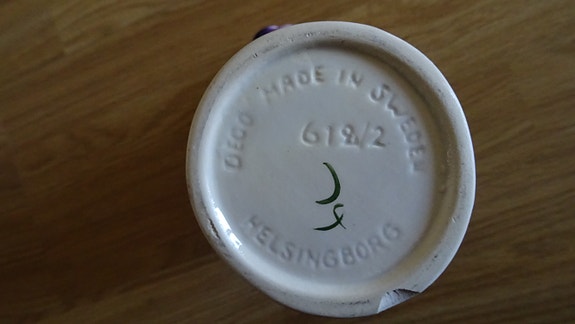 DECO MADE IN SWEDEN
612/2
HELSINGBORG